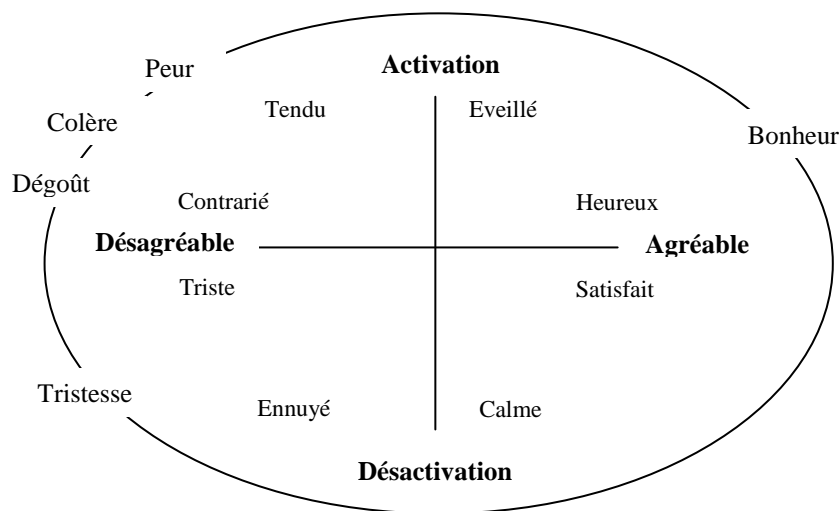 Peur
Activation
Tendu
Eveillé
Colère
Bonheur
Dégoût
Contrarié
Heureux
Désagréable
Agréable
Triste
Satisfait
Tristesse
Ennuyé
Calme
Désactivation